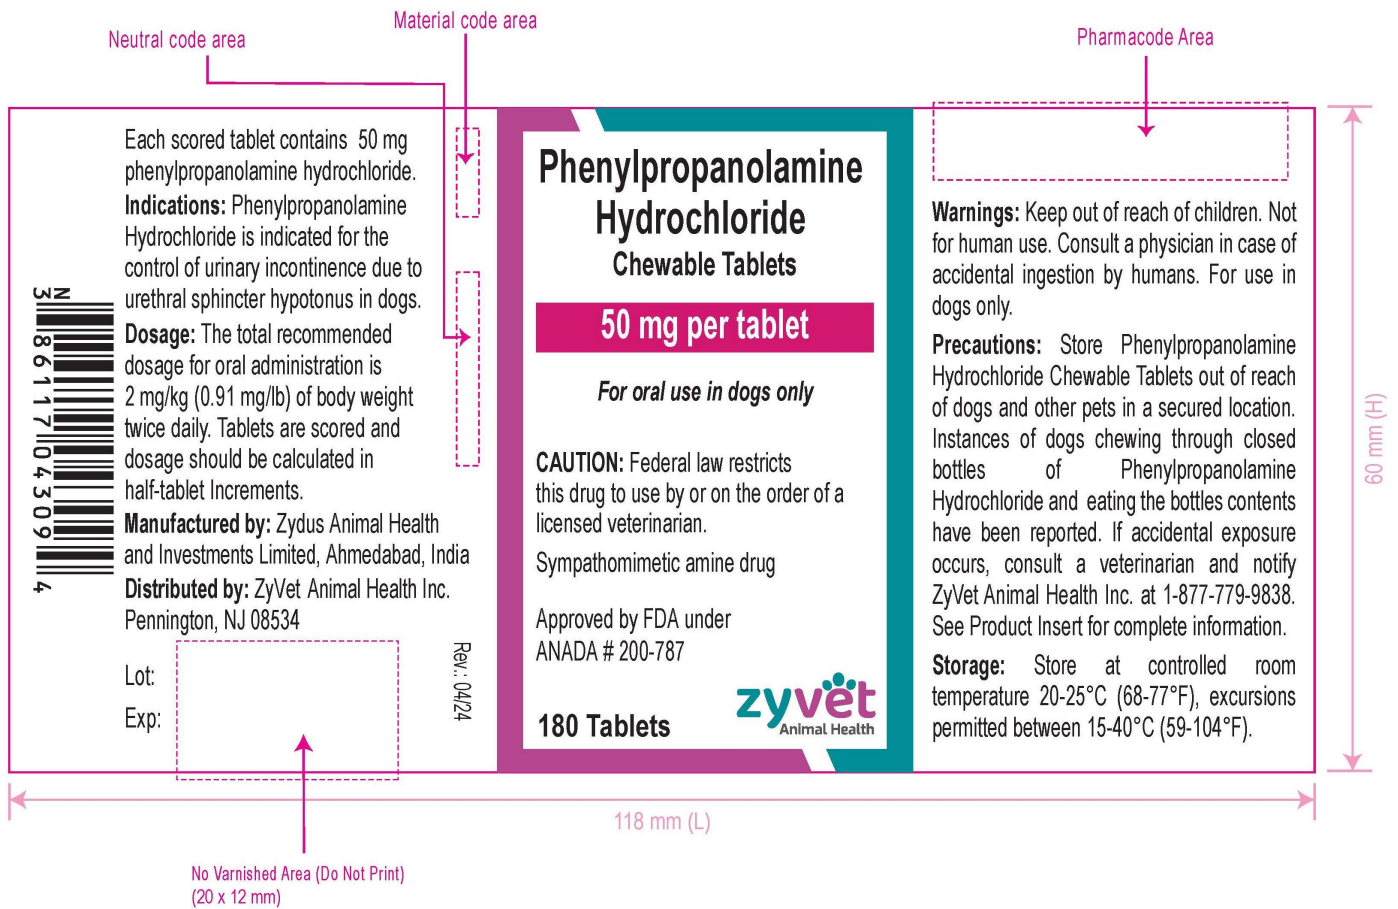 Material code area
Neutral code area
Pharmacode Area
Each scored tablet contains 50 mg
phenylpropanolamine hydrochloride.
Indications: Phenylpropanolamine
Hydrochloride is indicated for the
control of urinary incontinence due to
urethral sphincter hypotonus in dogs.
Dosage: The total recommended
dosage for oral administration is
2 mg/kg (0.91 mg/lb) of body weight
twice daily. Tablets are scored and
dosage should be calculated in
half-tablet Increments.
Manufactured by: Zydus Animal Health
and Investments Limited, Ahmedabad, India
Distributed by: ZyVet Animal Health Inc.
Pennington, NJ 08534
Lot:
Exp:
Rev.: 04/24
N
3 86117 04309 4
Phenylpropanolamine
Hydrochloride
Chewable Tablets
50 mg per tablet
For oral use in dogs only
CAUTION: Federal law restricts
this drug to use by or on the order of a
licensed veterinarian.
Sympathomimetic amine drug
Approved by FDA under
ANADA # 200-787
180 Tablets
zyvet
Animal Health
Warnings: Keep out of reach of children. Not
for human use. Consult a physician in case of
accidental ingestion by humans. For use in
dogs only.
Precautions: Store Phenylpropanolamine
Hydrochloride Chewable Tablets out of reach
of dogs and other pets in a secured location.
Instances of dogs chewing through closed
bottles of Phenylpropanolamine
Hydrochloride and eating the bottles contents
have been reported. If accidental exposure
occurs, consult a veterinarian and notify
ZyVet Animal Health Inc. at 1-877-779-9838.
See Product Insert for complete information.
Storage: Store at controlled room
temperature 20-25°C (68-77°F), excursions
permitted between 15-40°C (59-104°F).
60 mm (H)
118 mm (L)
No Varnished Area (Do Not Print)
(20 x 12 mm)